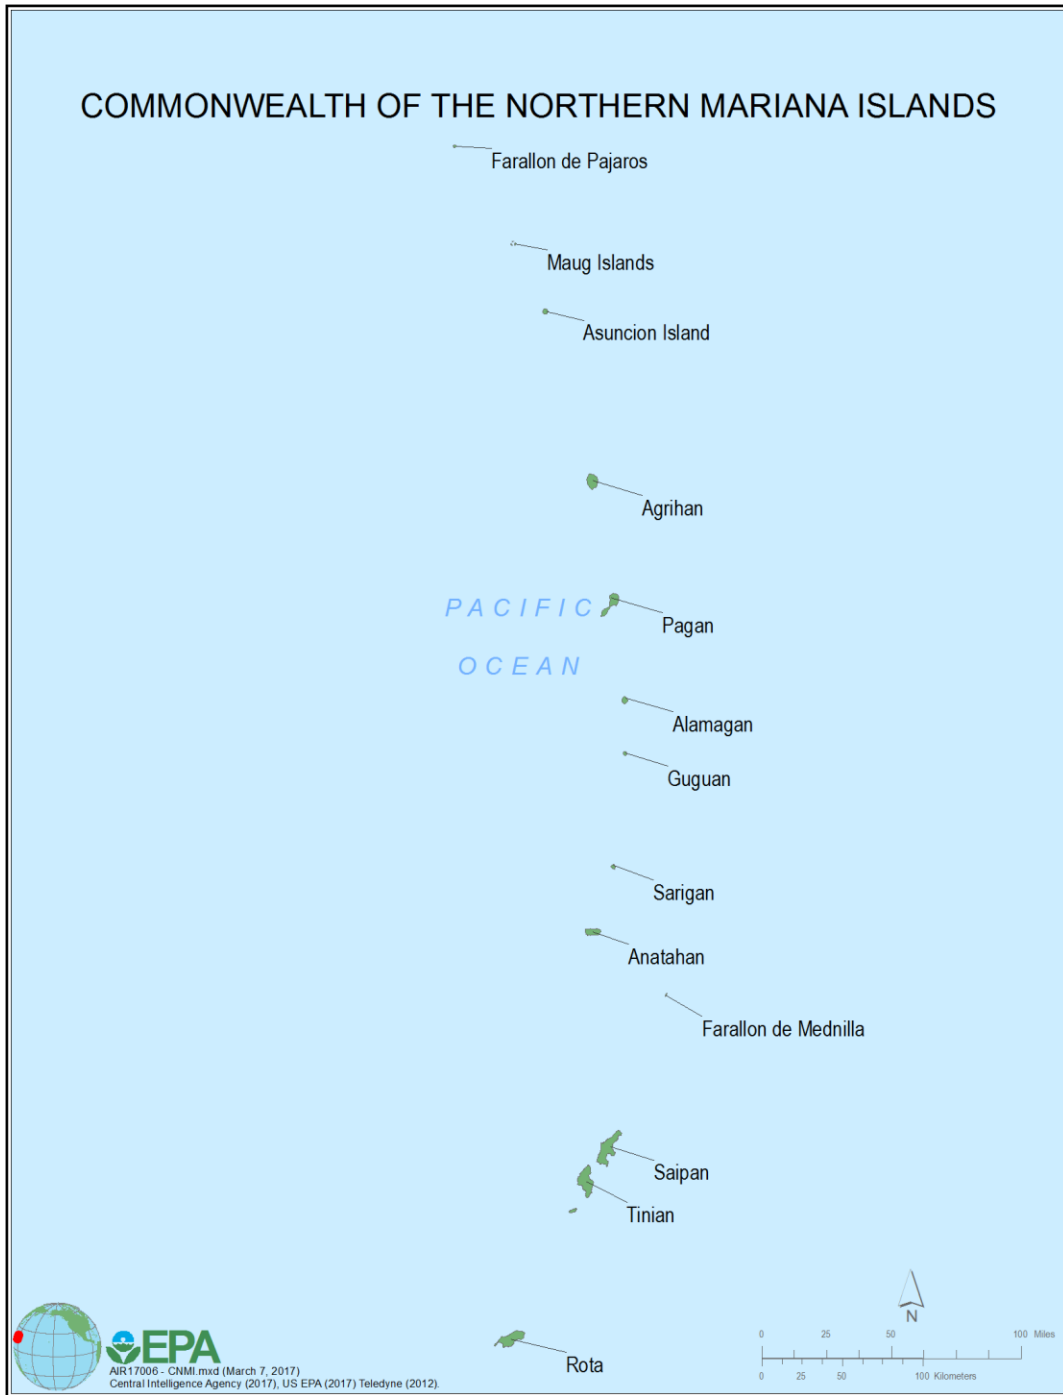 COMMONWEALTH OF THE NORTHERN MARIANA ISLANDS
Farallon de Pajaros
Maug Islands
Asuncion Island
Agrihan
PACIFIC
Pagan
OCEAN
Alamagan
Guguan
Sarigan
Anatahan
Farallon de Mednilla
Saipan
Tinian
N
EPA
0 25 50 100 Miles
Rota
AIR17006 - CNMI.mxd (March 7, 2017)
0 25 50 100 Kilometers
Central Intelligence Agency (2017), US EPA (2017) Teledyne (2012).